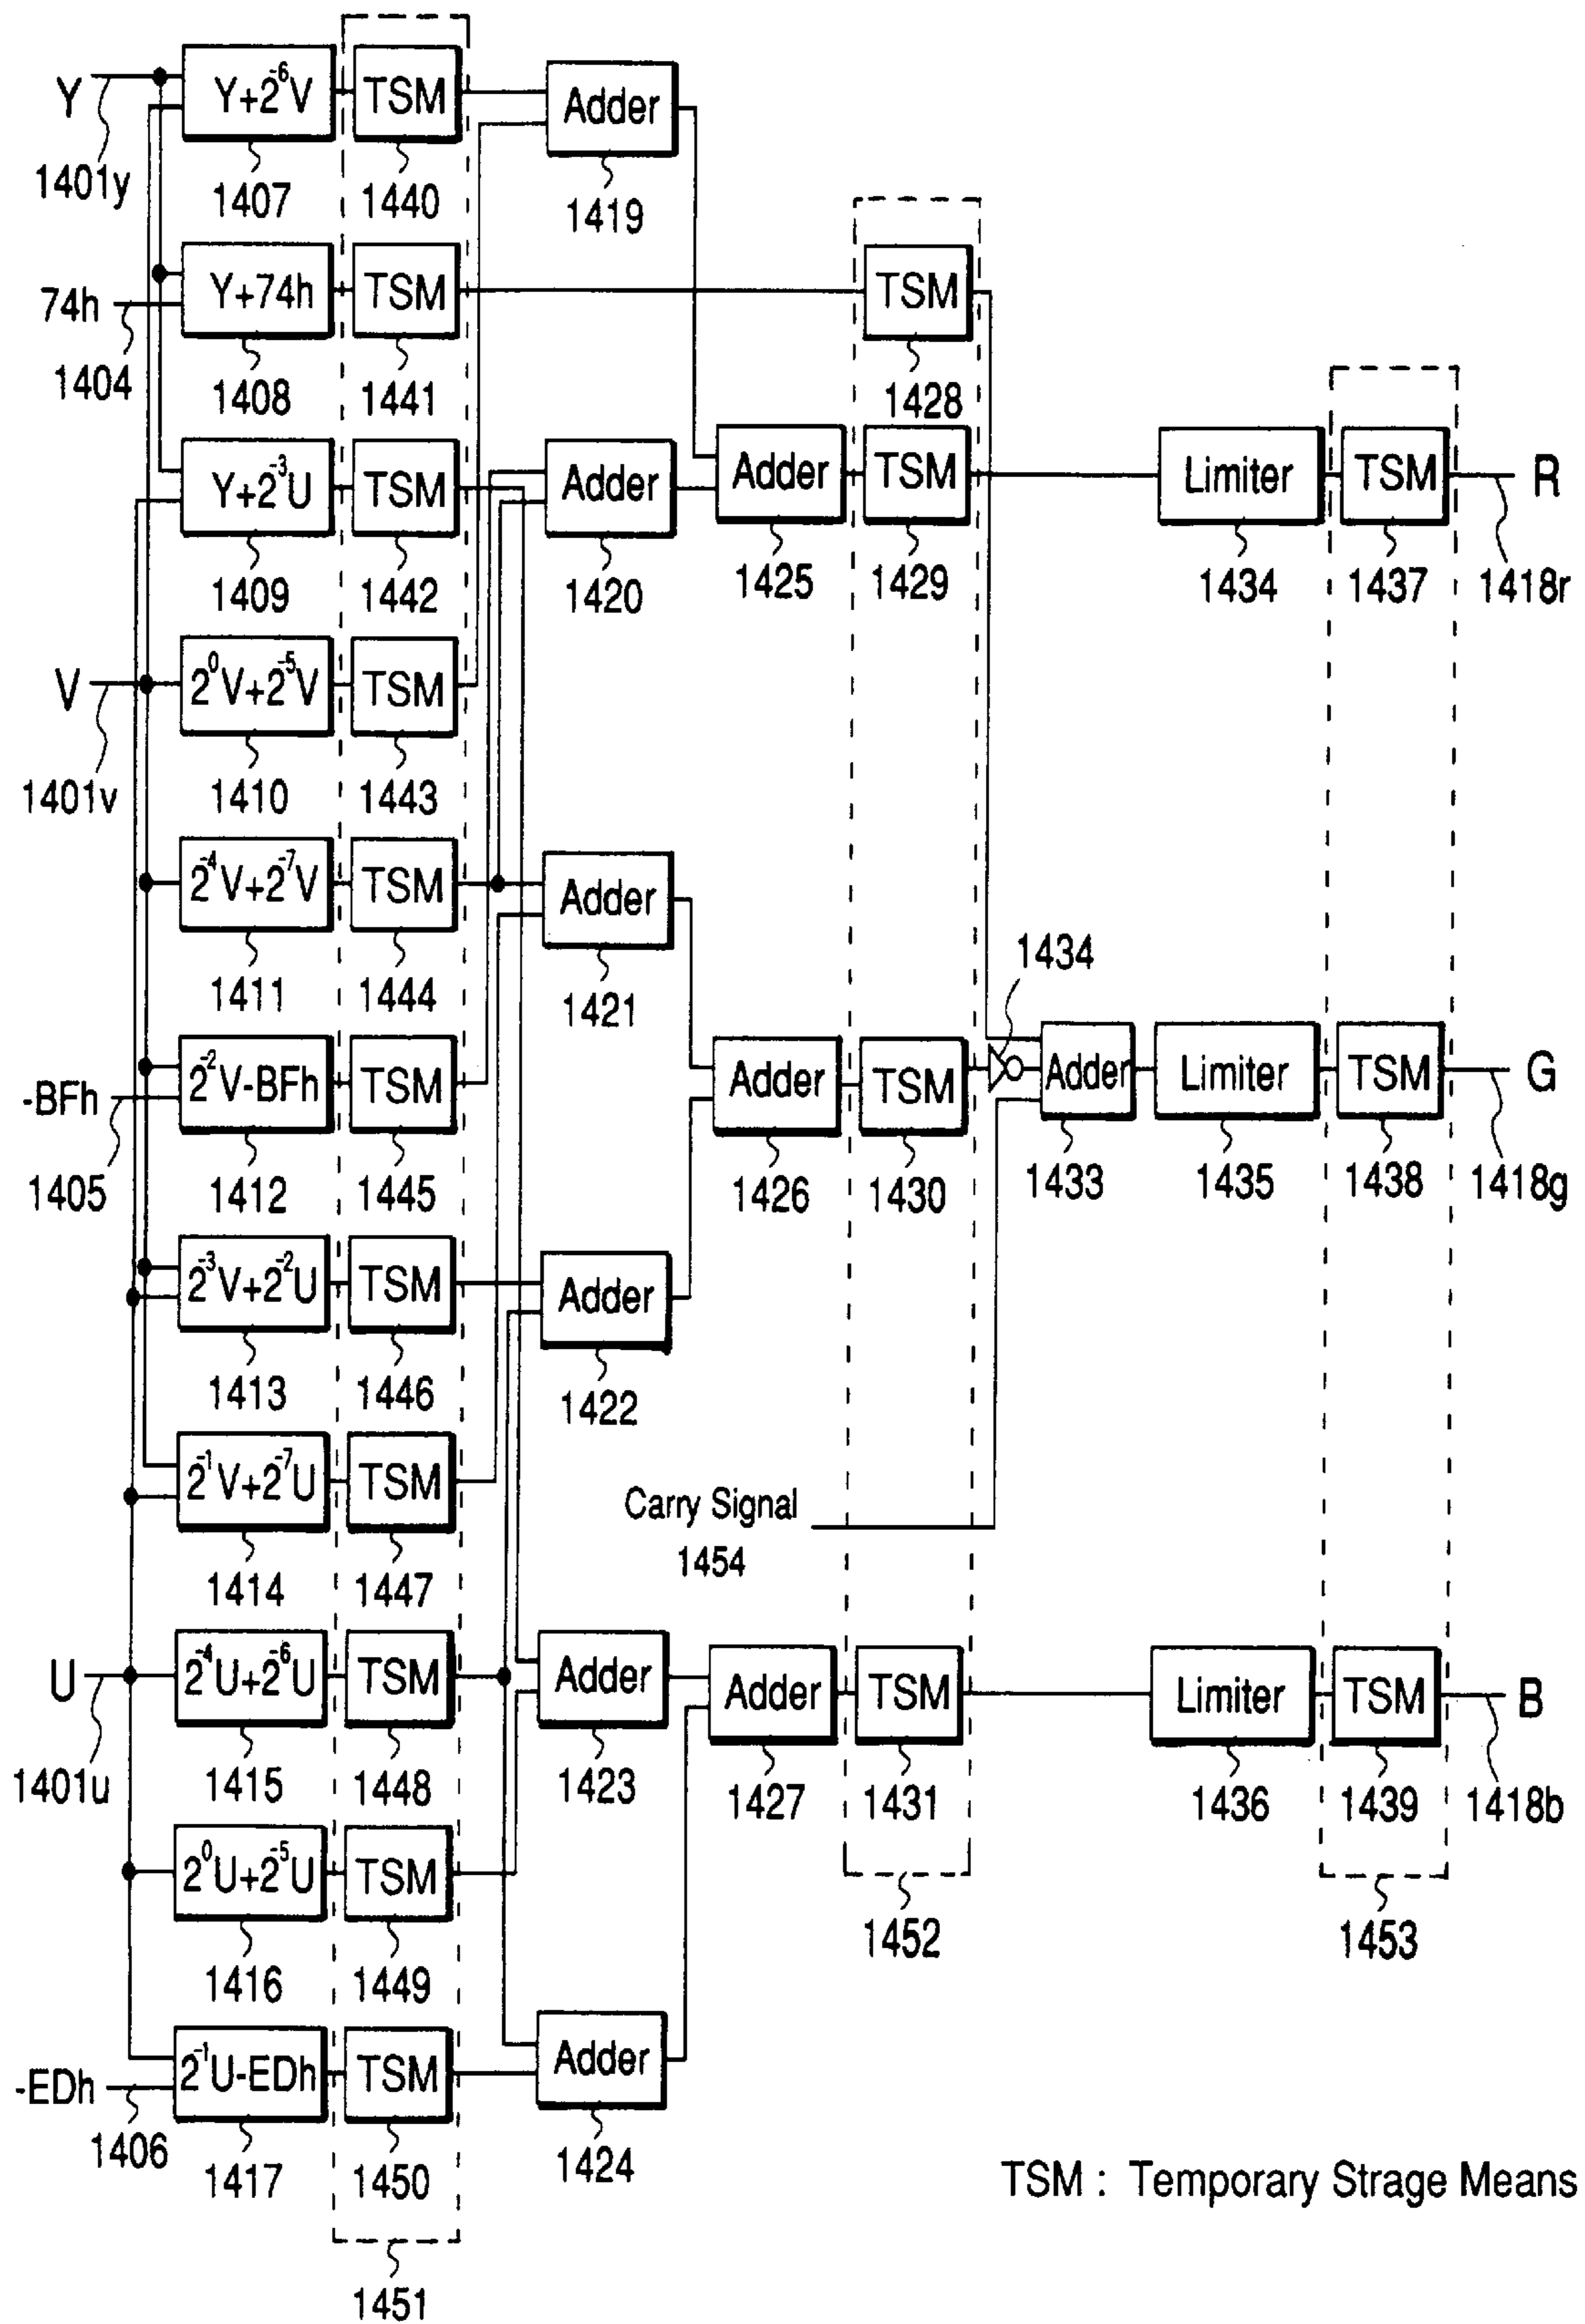 Y
1401y
Y+2⁻⁶V
1407
TSM
1440
Adder
1419
74h
1404
Y+74h
1408
TSM
1441
TSM
1428
Y+2⁻³U
1409
TSM
1442
Adder
1420
Adder
1425
TSM
1429
Limiter
1434
TSM
1437
R
1418r
V
1401v
2⁰V+2⁻⁵V
1410
TSM
1443
2⁻⁴V+2⁻⁷V
1411
TSM
1444
Adder
1421
-BFh
1405
2⁻²V-BFh
1412
TSM
1445
Adder
1426
TSM
1430
1434
Adder
1433
Limiter
1435
TSM
1438
G
1418g
2⁻³V+2⁻²U
1413
TSM
1446
Adder
1422
2⁻¹V+2⁻⁷U
1414
TSM
1447
Carry Signal
1454
U
1401u
2⁻⁴U+2⁻⁶U
1415
TSM
1448
Adder
1423
Adder
1427
TSM
1431
Limiter
1436
TSM
1439
B
1418b
2⁰U+2⁻⁵U
1416
TSM
1449
1452
1453
-EDh
1406
2⁻¹U-EDh
1417
TSM
1450
Adder
1424
1451
TSM : Temporary Strage Means